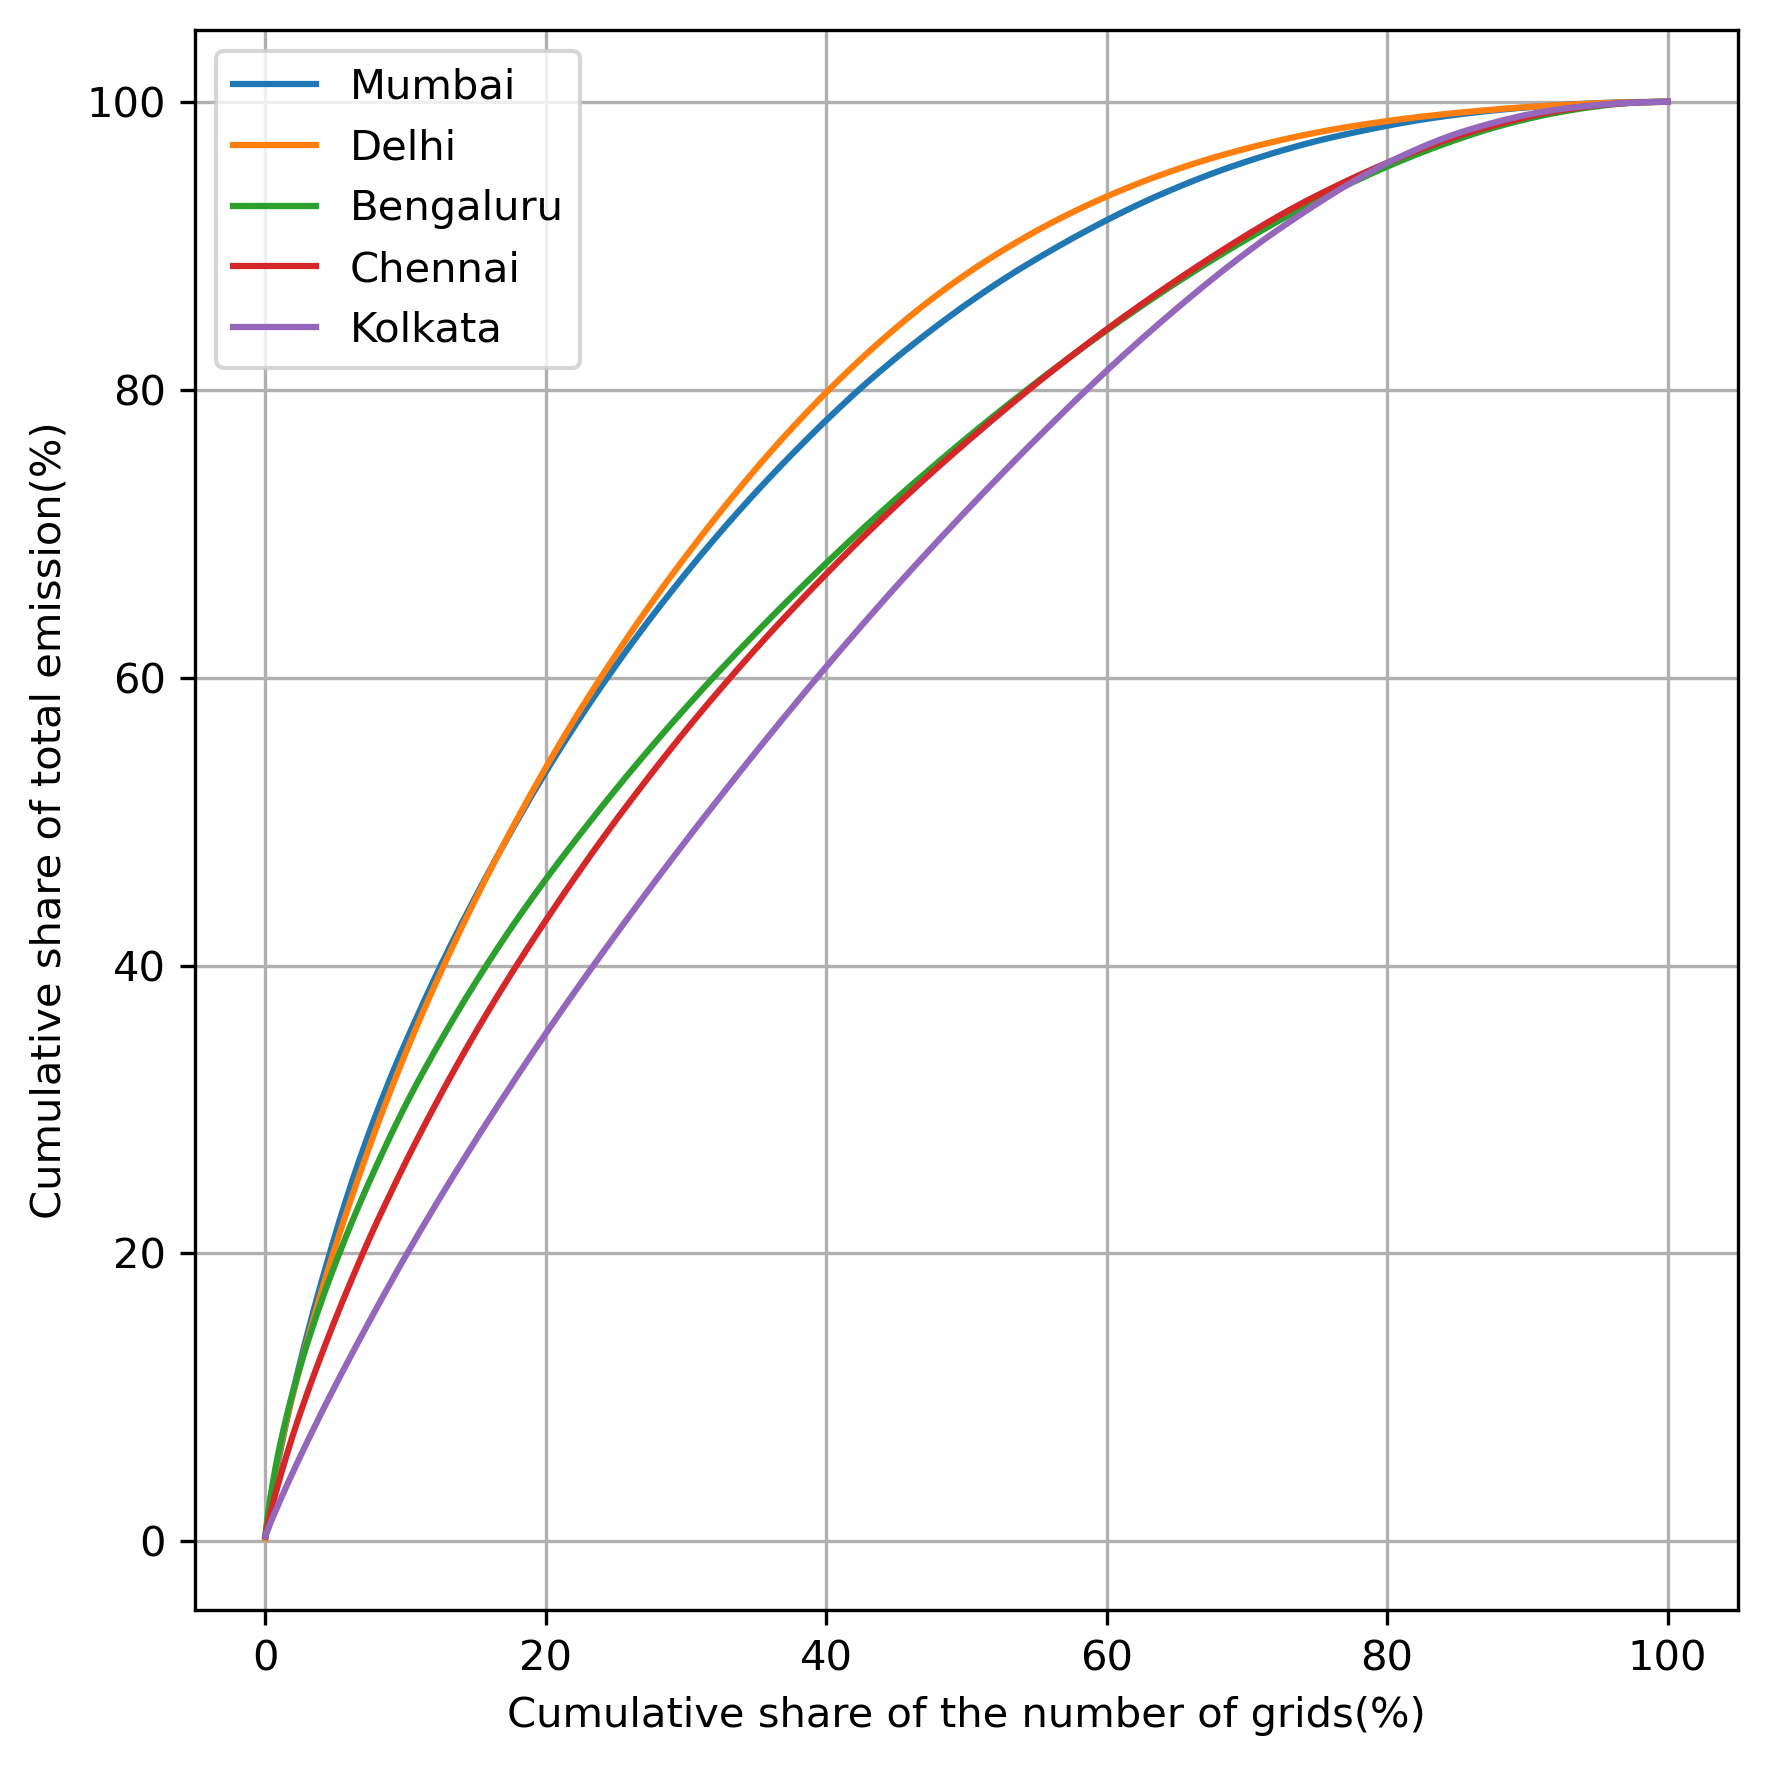 Mumbai
Delhi
Bengaluru
Chennai
Kolkata
Cumulative share of total emission(%)
100
80
60
40
20
0
0 20 40 60 80 100
Cumulative share of the number of grids(%)